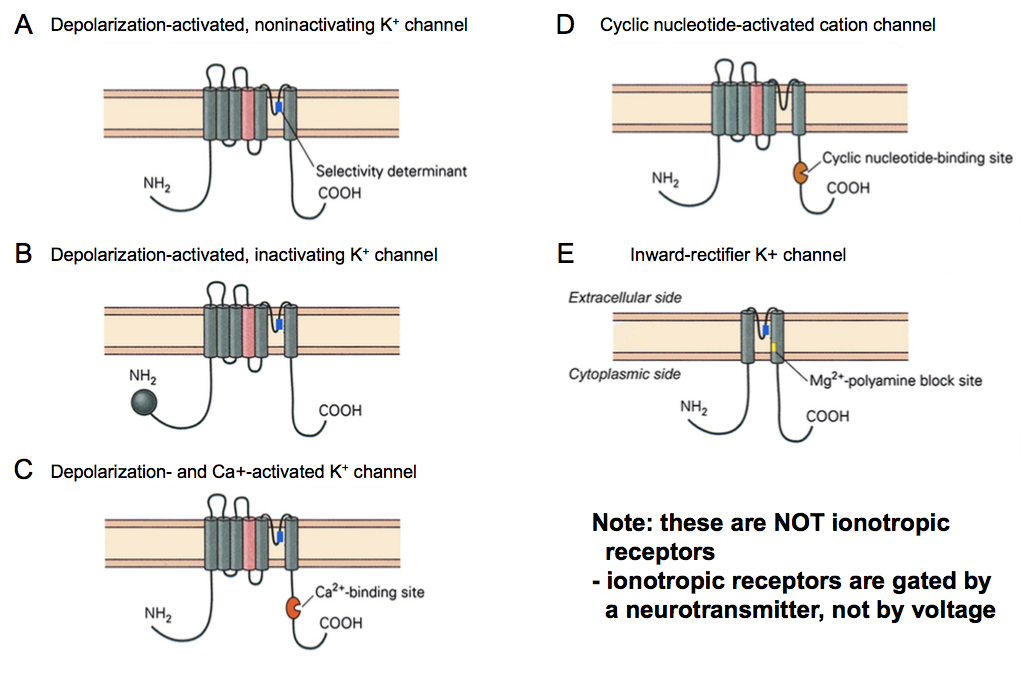 A Depolarization-activated, noninactivating K⁺ channel
NH₂
Selectivity determinant
COOH
B Depolarization-activated, inactivating K⁺ channel
NH₂
COOH
C Depolarization- and Ca+-activated K⁺ channel
NH₂
Ca²⁺-binding site
COOH
D Cyclic nucleotide-activated cation channel
NH₂
Cyclic nucleotide-binding site
COOH
E Inward-rectifier K+ channel
Extracellular side
Cytoplasmic side
NH₂
Mg²⁺-polyamine block site
COOH
Note: these are NOT ionotropic
receptors
- ionotropic receptors are gated by
a neurotransmitter, not by voltage